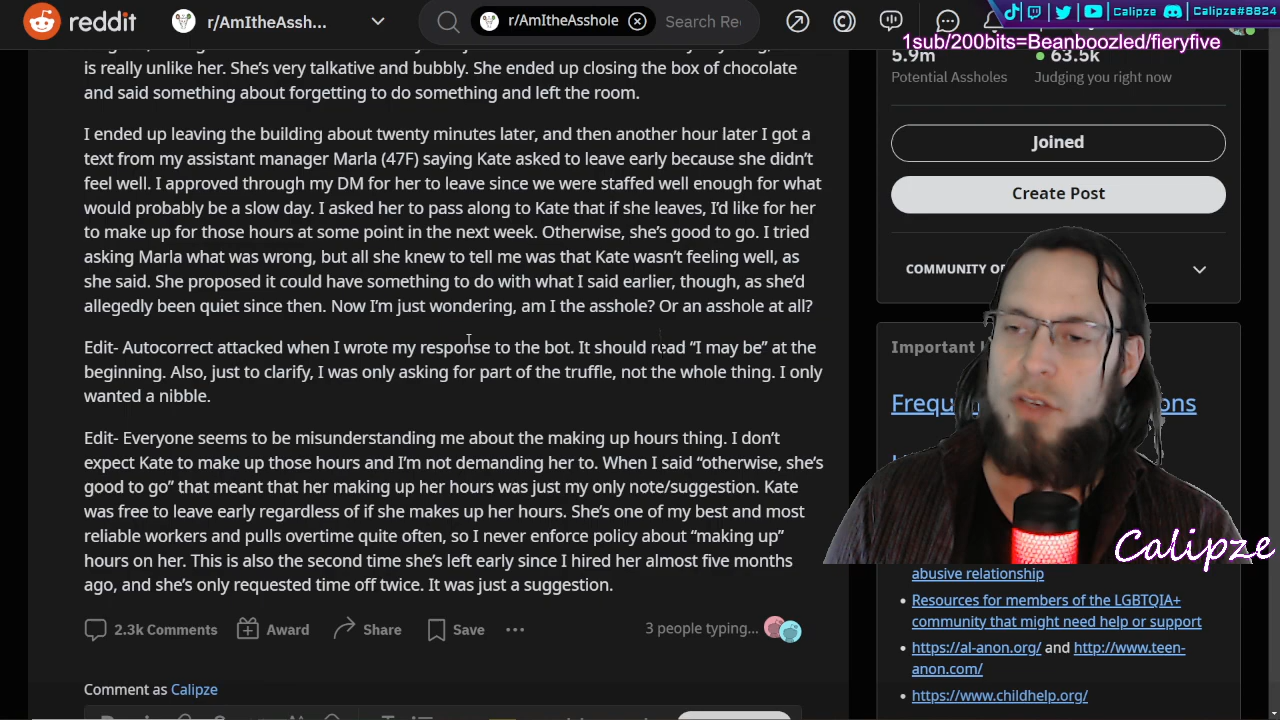 reddit
r/AmItheAssh...
r/AmItheAsshole
Search Re
Calipze
Calipze#8824
1sub/200bits=Beanboozled/fieryfive
is really unlike her. She's very talkative and bubbly. She ended up closing the box of chocolate
and said something about forgetting to do something and left the room.
I ended up leaving the building about twenty minutes later, and then another hour later I got a
text from my assistant manager Marla (47F) saying Kate asked to leave early because she didn't
feel well. I approved through my DM for her to leave since we were staffed well enough for what
would probably be a slow day. I asked her to pass along to Kate that if she leaves, I'd like for her
to make up for those hours at some point in the next week. Otherwise, she's good to go. I tried
asking Marla what was wrong, but all she knew to tell me was that Kate wasn't feeling well, as
she said. She proposed it could have something to do with what I said earlier, though, as she'd
allegedly been quiet since then. Now I'm just wondering, am I the asshole? Or an asshole at all?
Edit- Autocorrect attacked when I wrote my response to the bot. It should read "I may be" at the
beginning. Also, just to clarify, I was only asking for part of the truffle, not the whole thing. I only
wanted a nibble.
Edit- Everyone seems to be misunderstanding me about the making up hours thing. I don't
expect Kate to make up those hours and I'm not demanding her to. When I said "otherwise, she's
good to go" that meant that her making up her hours was just my only note/suggestion. Kate
was free to leave early regardless of if she makes up her hours. She's one of my best and most
reliable workers and pulls overtime quite often, so I never enforce policy about "making up"
hours on her. This is also the second time she's left early since I hired her almost five months
ago, and she's only requested time off twice. It was just a suggestion.
2.3k Comments
Award
Share
Save
3 people typing...
Comment as Calipze
5.9m
63.5k
Potential Assholes
Judging you right now
Joined
Create Post
COMMUNITY
Important
Calipze
abusive relationship
Resources for members of the LGBTQIA+
community that might need help or support
https://al-anon.org/ and http://www.teen-
anon.com/
https://www.childhelp.org/